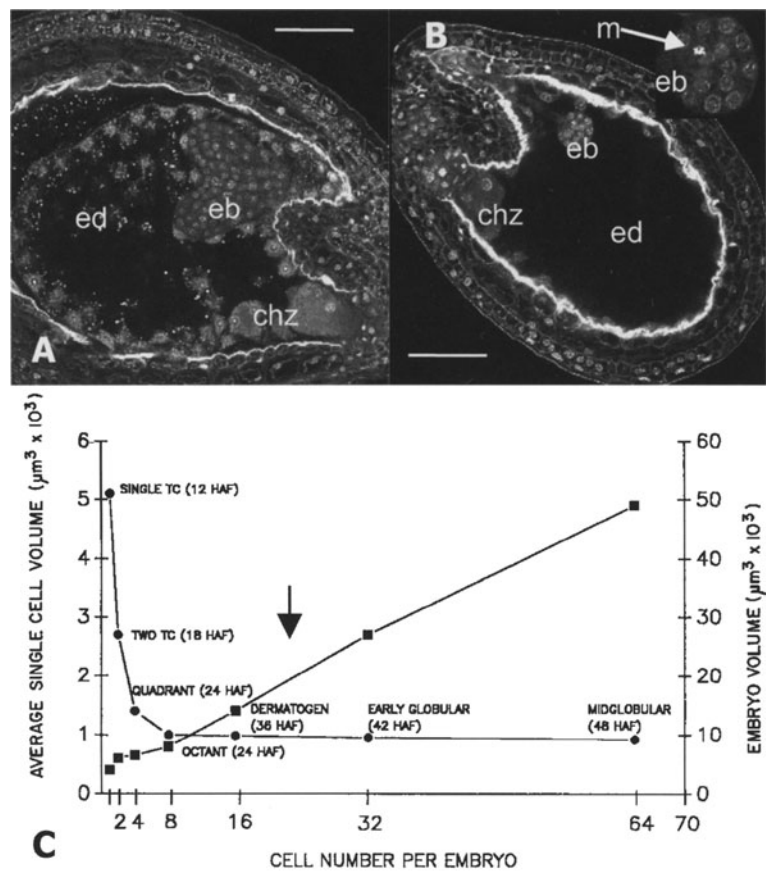 A
ed
eb
chz
B
m
eb
eb
chz
ed
C
AVERAGE SINGLE CELL VOLUME (µm³ x 10³)
6
5
4
3
2
1
0
SINGLE TC (12 HAF)
TWO TC (18 HAF)
QUADRANT (24 HAF)
OCTANT (24 HAF)
DERMATOGEN
(36 HAF)
EARLY GLOBULAR
(42 HAF)
MIDGLOBULAR
(48 HAF)
60
50
40
30
20
10
0
EMBRYO VOLUME (µm³ x 10³)
2 4 8 16 32 64 70
CELL NUMBER PER EMBRYO